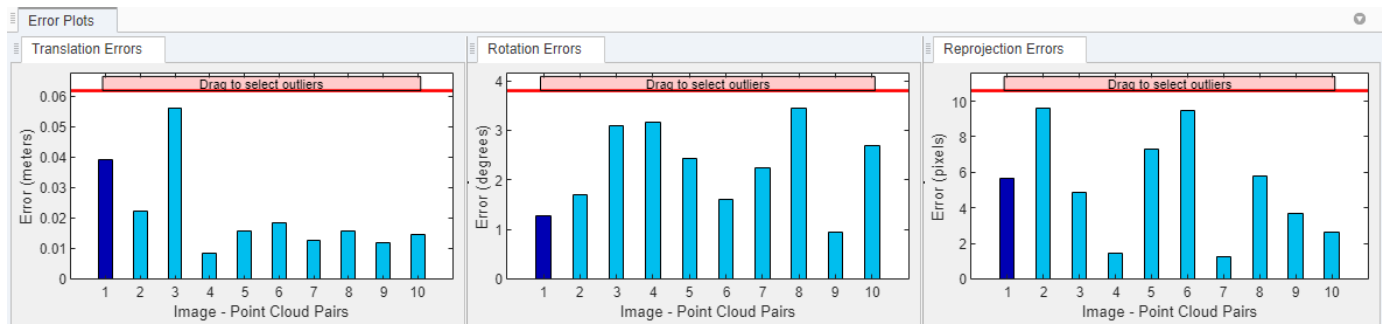 Error Plots
Translation Errors
Drag to select outliers
0.06
0.05
0.04
0.03
0.02
0.01
0
Error (meters)
1 2 3 4 5 6 7 8 9 10
Image - Point Cloud Pairs
Rotation Errors
Drag to select outliers
4
3
2
1
0
Error (degrees)
1 2 3 4 5 6 7 8 9 10
Image - Point Cloud Pairs
Reprojection Errors
Drag to select outliers
10
8
6
4
2
0
Error (pixels)
1 2 3 4 5 6 7 8 9 10
Image - Point Cloud Pairs